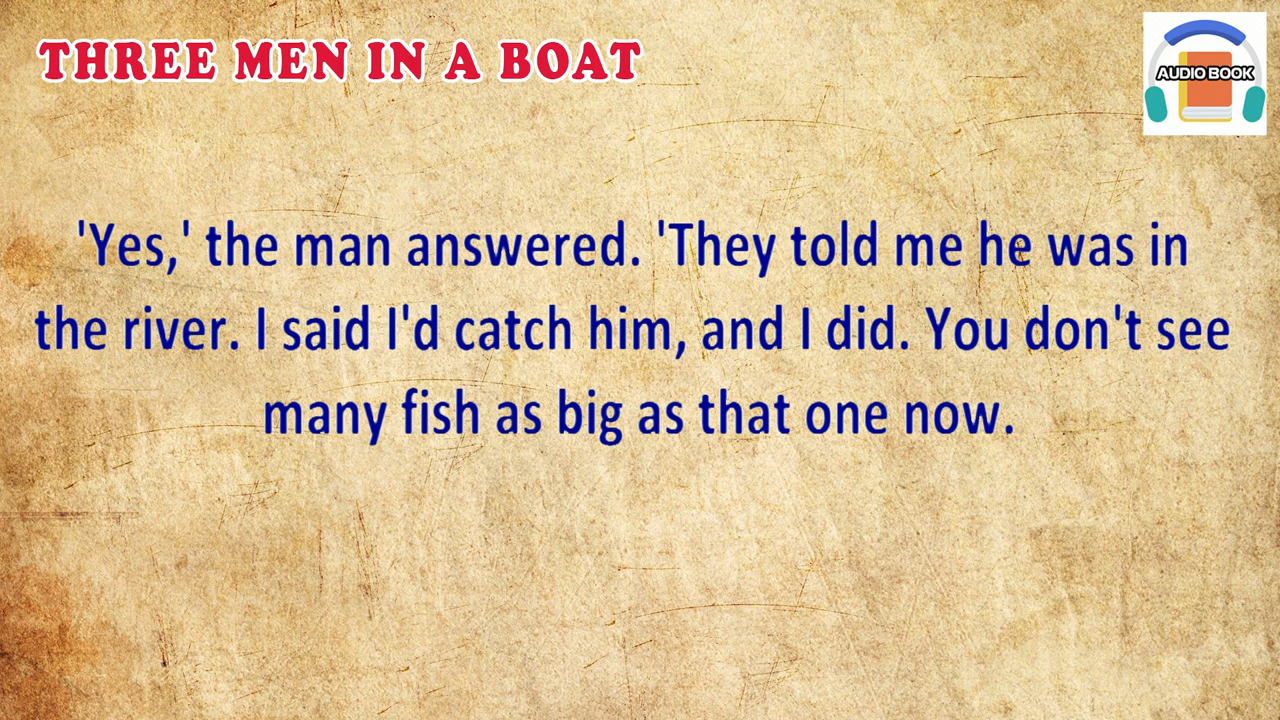 THREE MEN IN A BOAT
AUDIO BOOK
'Yes,' the man answered. 'They told me he was in
the river. I said I'd catch him, and I did. You don't see
many fish as big as that one now.